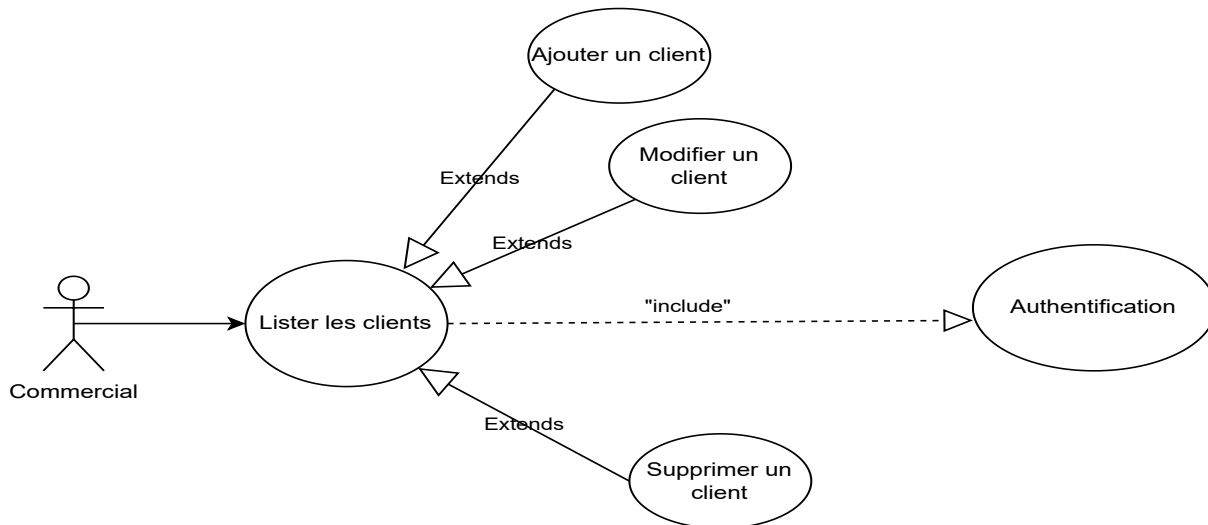 Ajouter un client
Modifier un
client
Extends
Extends
Lister les clients
"include"
Authentification
Commercial
Extends
Supprimer un
client